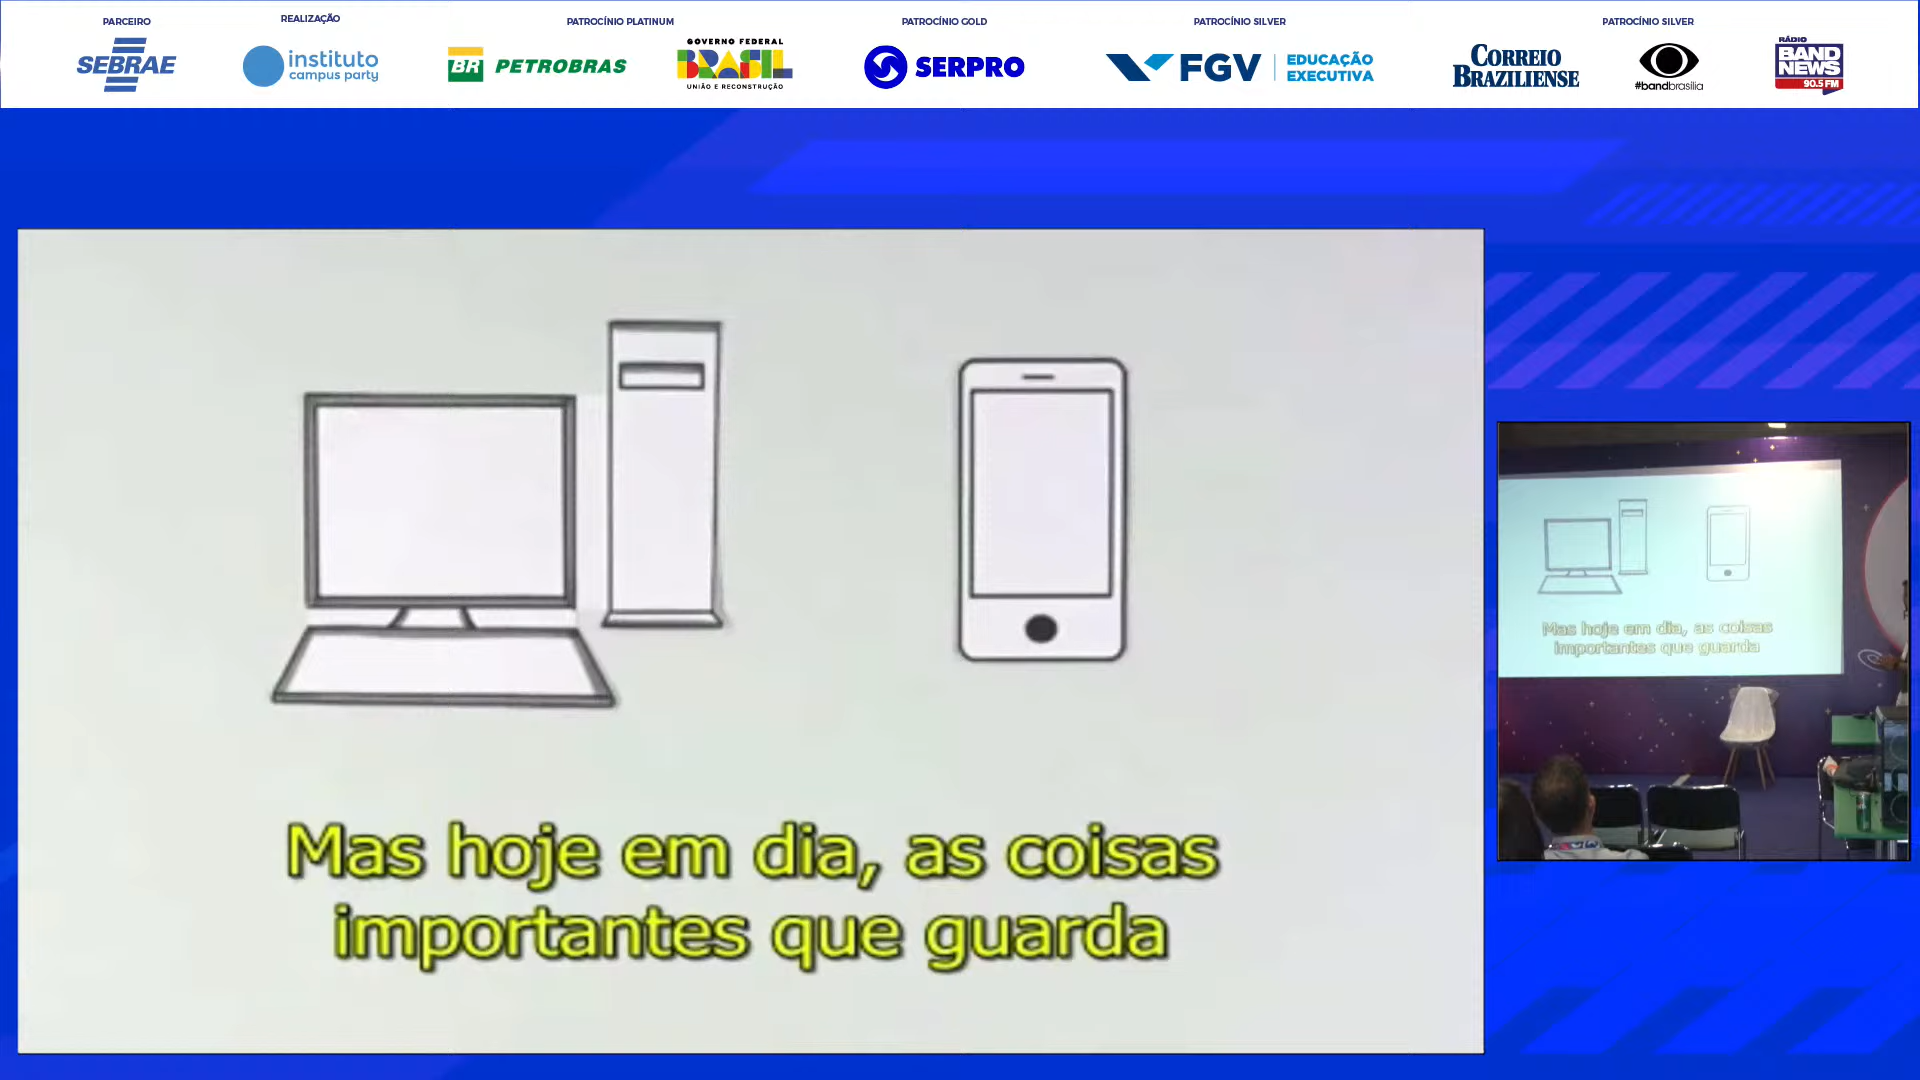 PARCEIRO
REALIZAÇÃO
PATROCÍNIO PLATINUM
PATROCÍNIO GOLD
PATROCÍNIO SILVER
PATROCÍNIO SILVER
SEBRAE
instituto
campus party
BR PETROBRAS
GOVERNO FEDERAL
BRASIL
UNIÃO E RECONSTRUÇÃO
SERPRO
FGV
EDUCAÇÃO
EXECUTIVA
CORREIO
BRAZILIENSE
#bandbrasília
RÁDIO
BAND
NEWS
90.5 FM
Mas hoje em dia, as coisas
importantes que guarda
Mas hoje em dia, as coisas
importantes que guarda